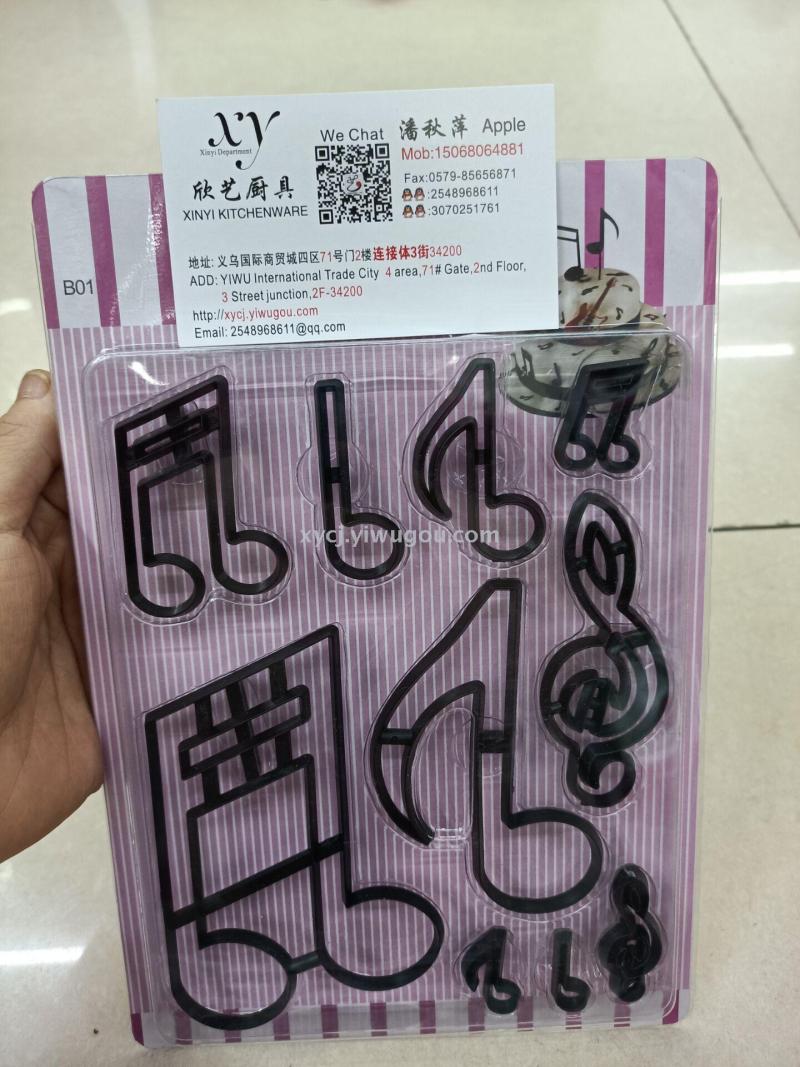 xy
Xinyi Department
欣艺厨具
XINYI KITCHENWARE
We Chat
潘秋萍 Apple
Mob:15068064881
Fax:0579-85656871
:2548968611
:3070251761
地址: 义乌国际商贸城四区71号门2楼连接体3街34200
ADD: YIWU International Trade City 4 area,71# Gate,2nd Floor,
3 Street junction,2F-34200
http://xycj.yiwugou.com
Email: 2548968611@qq.com
B01
xycj.yiwugou.com